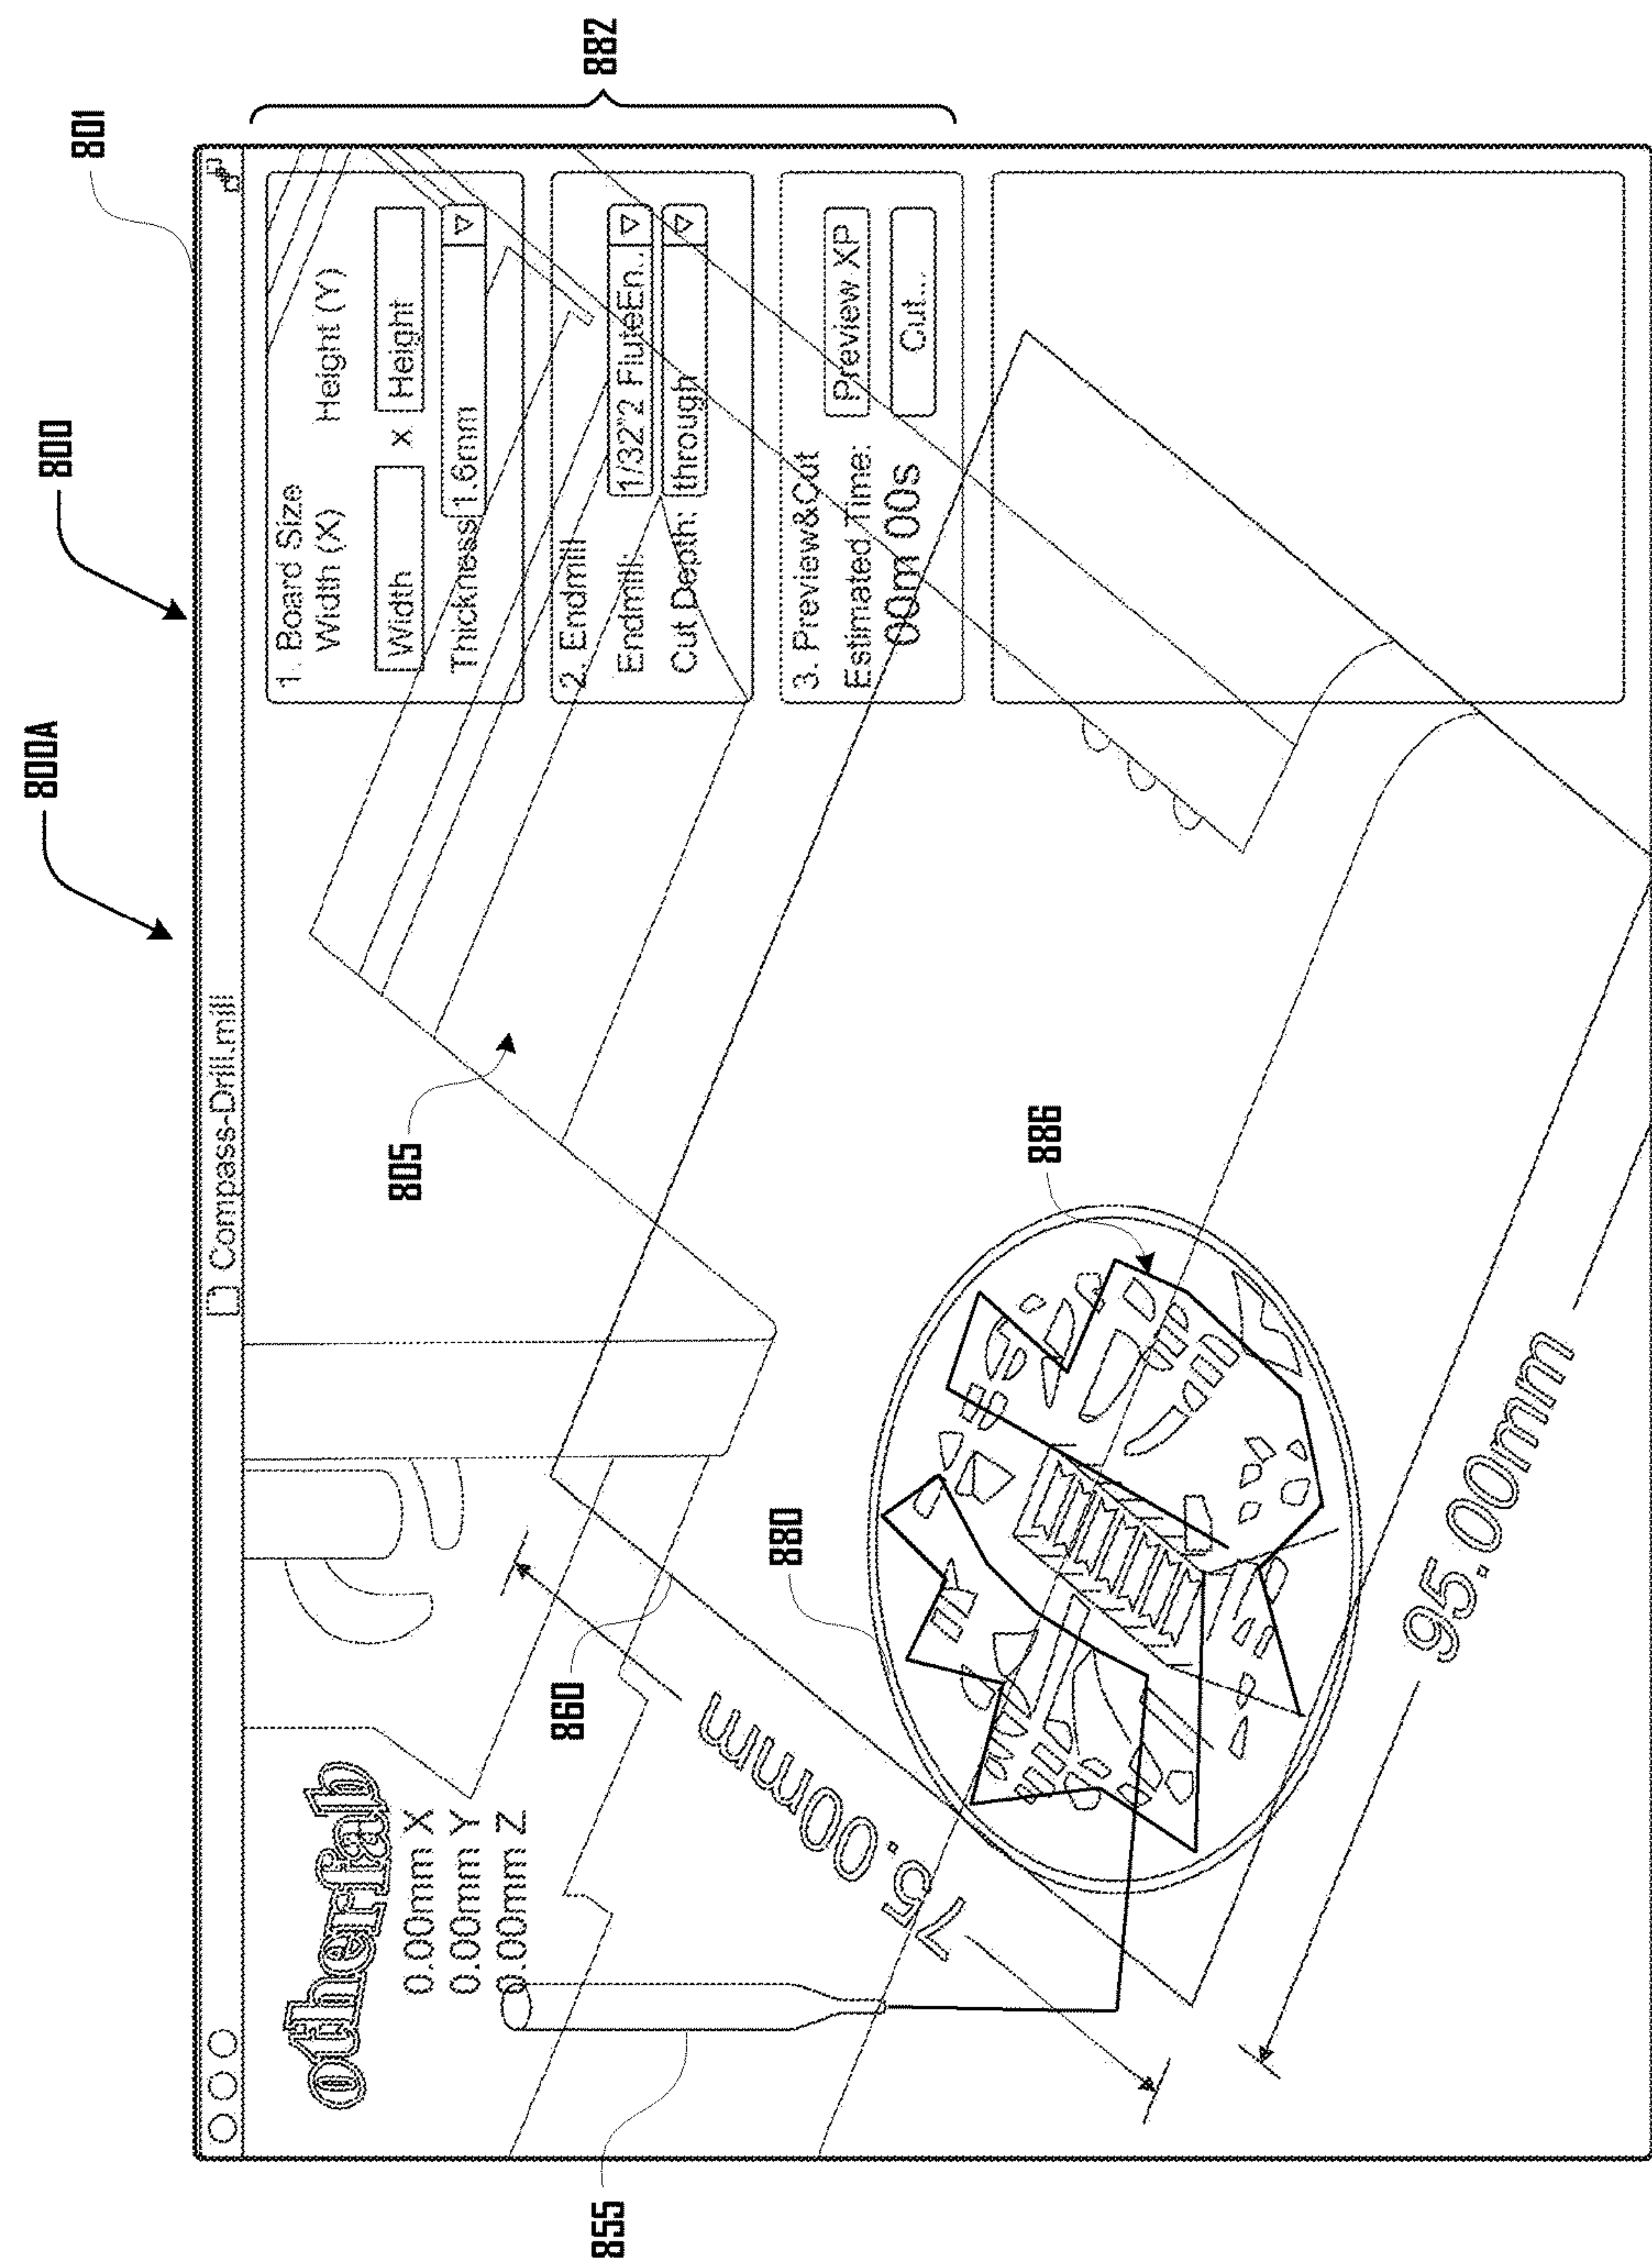 800A
800
801
882
Compass-Drill.mill
otherfab
0.00mm X
0.00mm Y
0.00mm Z
1. Board Size
Width (X) Height (Y)
Width x Height
Thickness 1.6mm
2. Endmill
Endmill: 1/32"2 FluteEn..
Cut Depth: through
3. Preview&Cut
Estimated Time: Preview XP
00m 00s Cut...
805
855
860
75.00mm
880
886
95.00mm